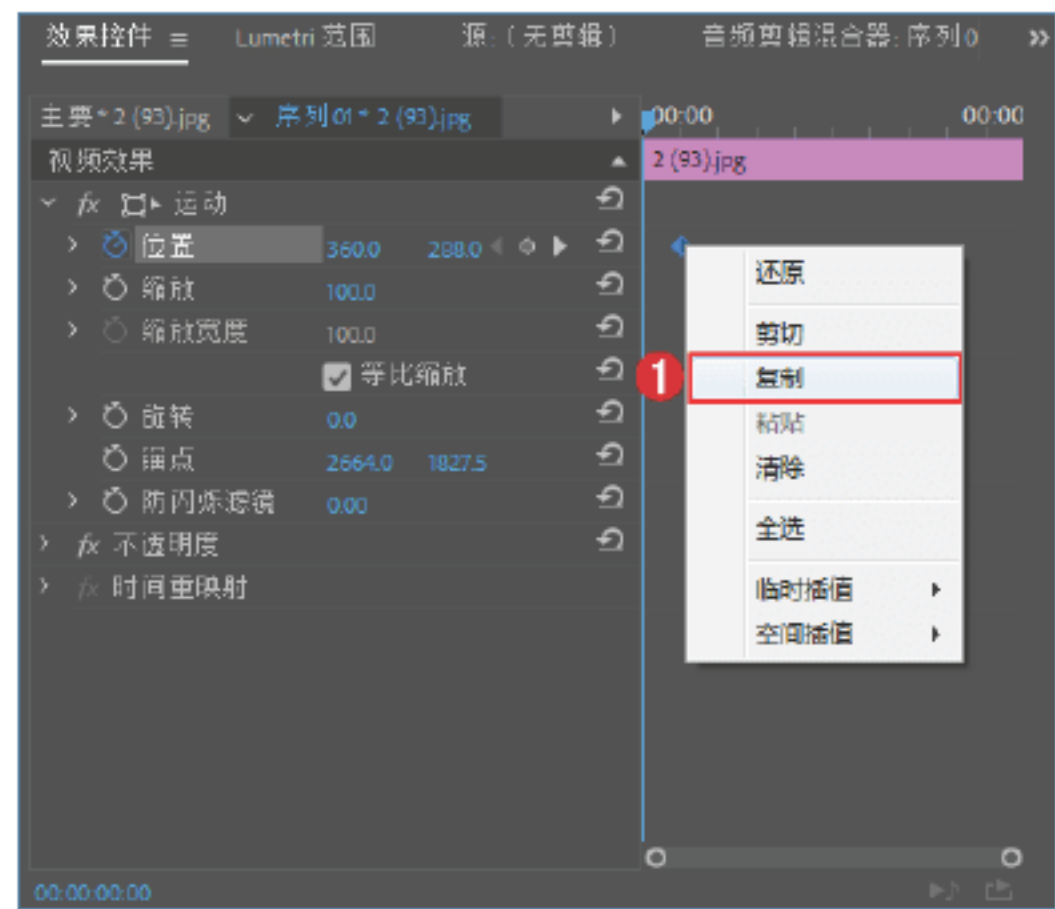 效果控件 ≡ Lumetri 范围 源:(无剪辑) 音频剪辑混合器:序列0 »
主要*2 (93).jpg 序列 01*2 (93).jpg 00:00 00:00
视频效果 2 (93).jpg
fx 运动
位置 360.0 288.0
缩放 100.0
缩放宽度 100.0
等比缩放
旋转 0.0
锚点 2664.0 1827.5
防闪烁滤镜 0.00
fx 不透明度
fx 时间重映射
还原
剪切
1 复制
粘贴
清除
全选
临时插值
空间插值
00:00:00:00